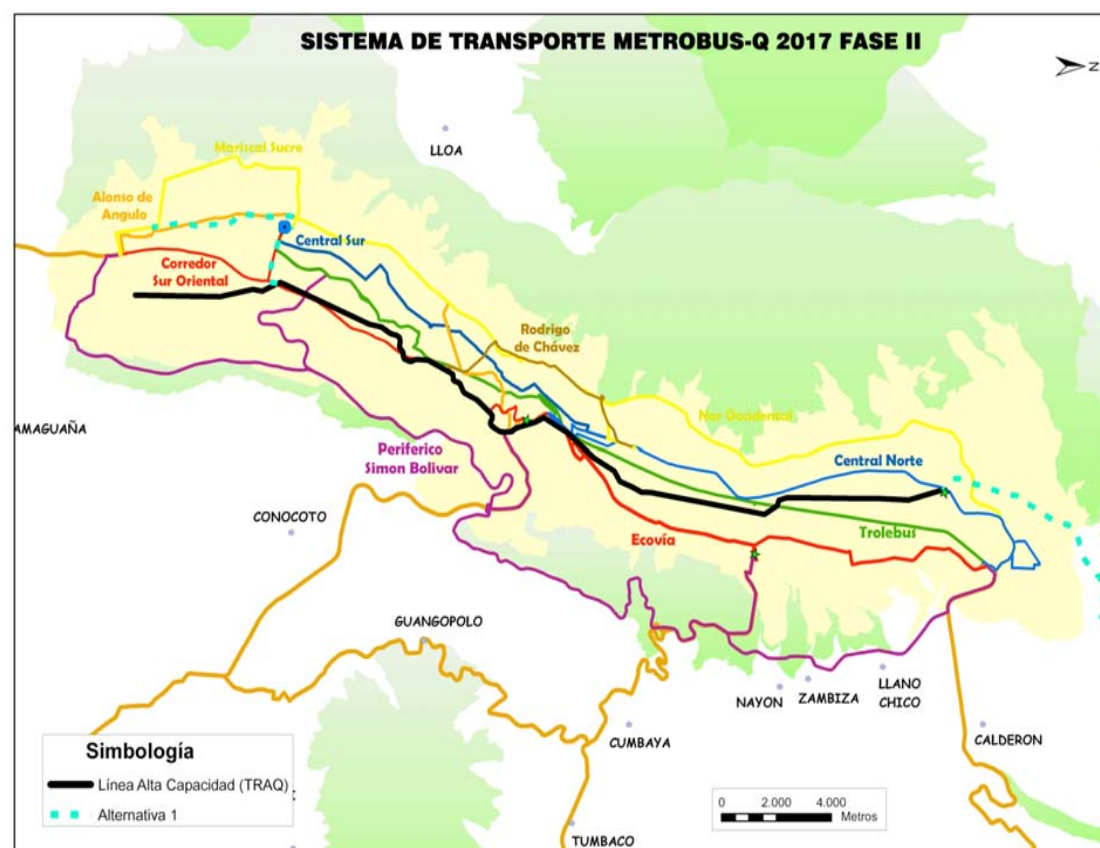 SISTEMA DE TRANSPORTE METROBUS-Q 2017 FASE II
Z
Mariscal Sucre
LLOA
Alonso de
Angulo
Central Sur
Corredor
Sur Oriental
Rodrigo
de Chávez
Nor Occidental
AMAGUAÑA
Periferico
Simon Bolivar
Central Norte
CONOCOTO
Ecovía
Trolebus
GUANGOPOLO
NAYON
ZAMBIZA
LLANO
CHICO
CUMBAYA
CALDERON
Simbología
Línea Alta Capacidad (TRAQ)
Alternativa 1
0 2.000 4.000
Metros
TUMBACO